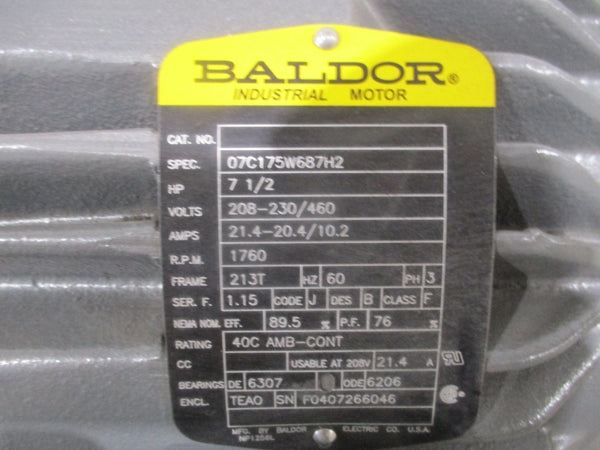 BALDOR®
INDUSTRIAL MOTOR
CAT. NO.
SPEC. 07C175W687H2
HP 7 1/2
VOLTS 208-230/460
AMPS 21.4-20.4/10.2
R.P.M. 1760
FRAME 213T HZ 60 PH 3
SER. F. 1.15 CODE J DES B CLASS F
NEMA NOM. EFF. 89.5 % P.F. 76 %
RATING 40C AMB-CONT
CC USABLE AT 208V 21.4 A
BEARINGS DE 6307 ODE 6206
ENCL. TEAO SN F0407266046
MFG. BY BALDOR ELECTRIC CO. U.S.A.
NP1256L